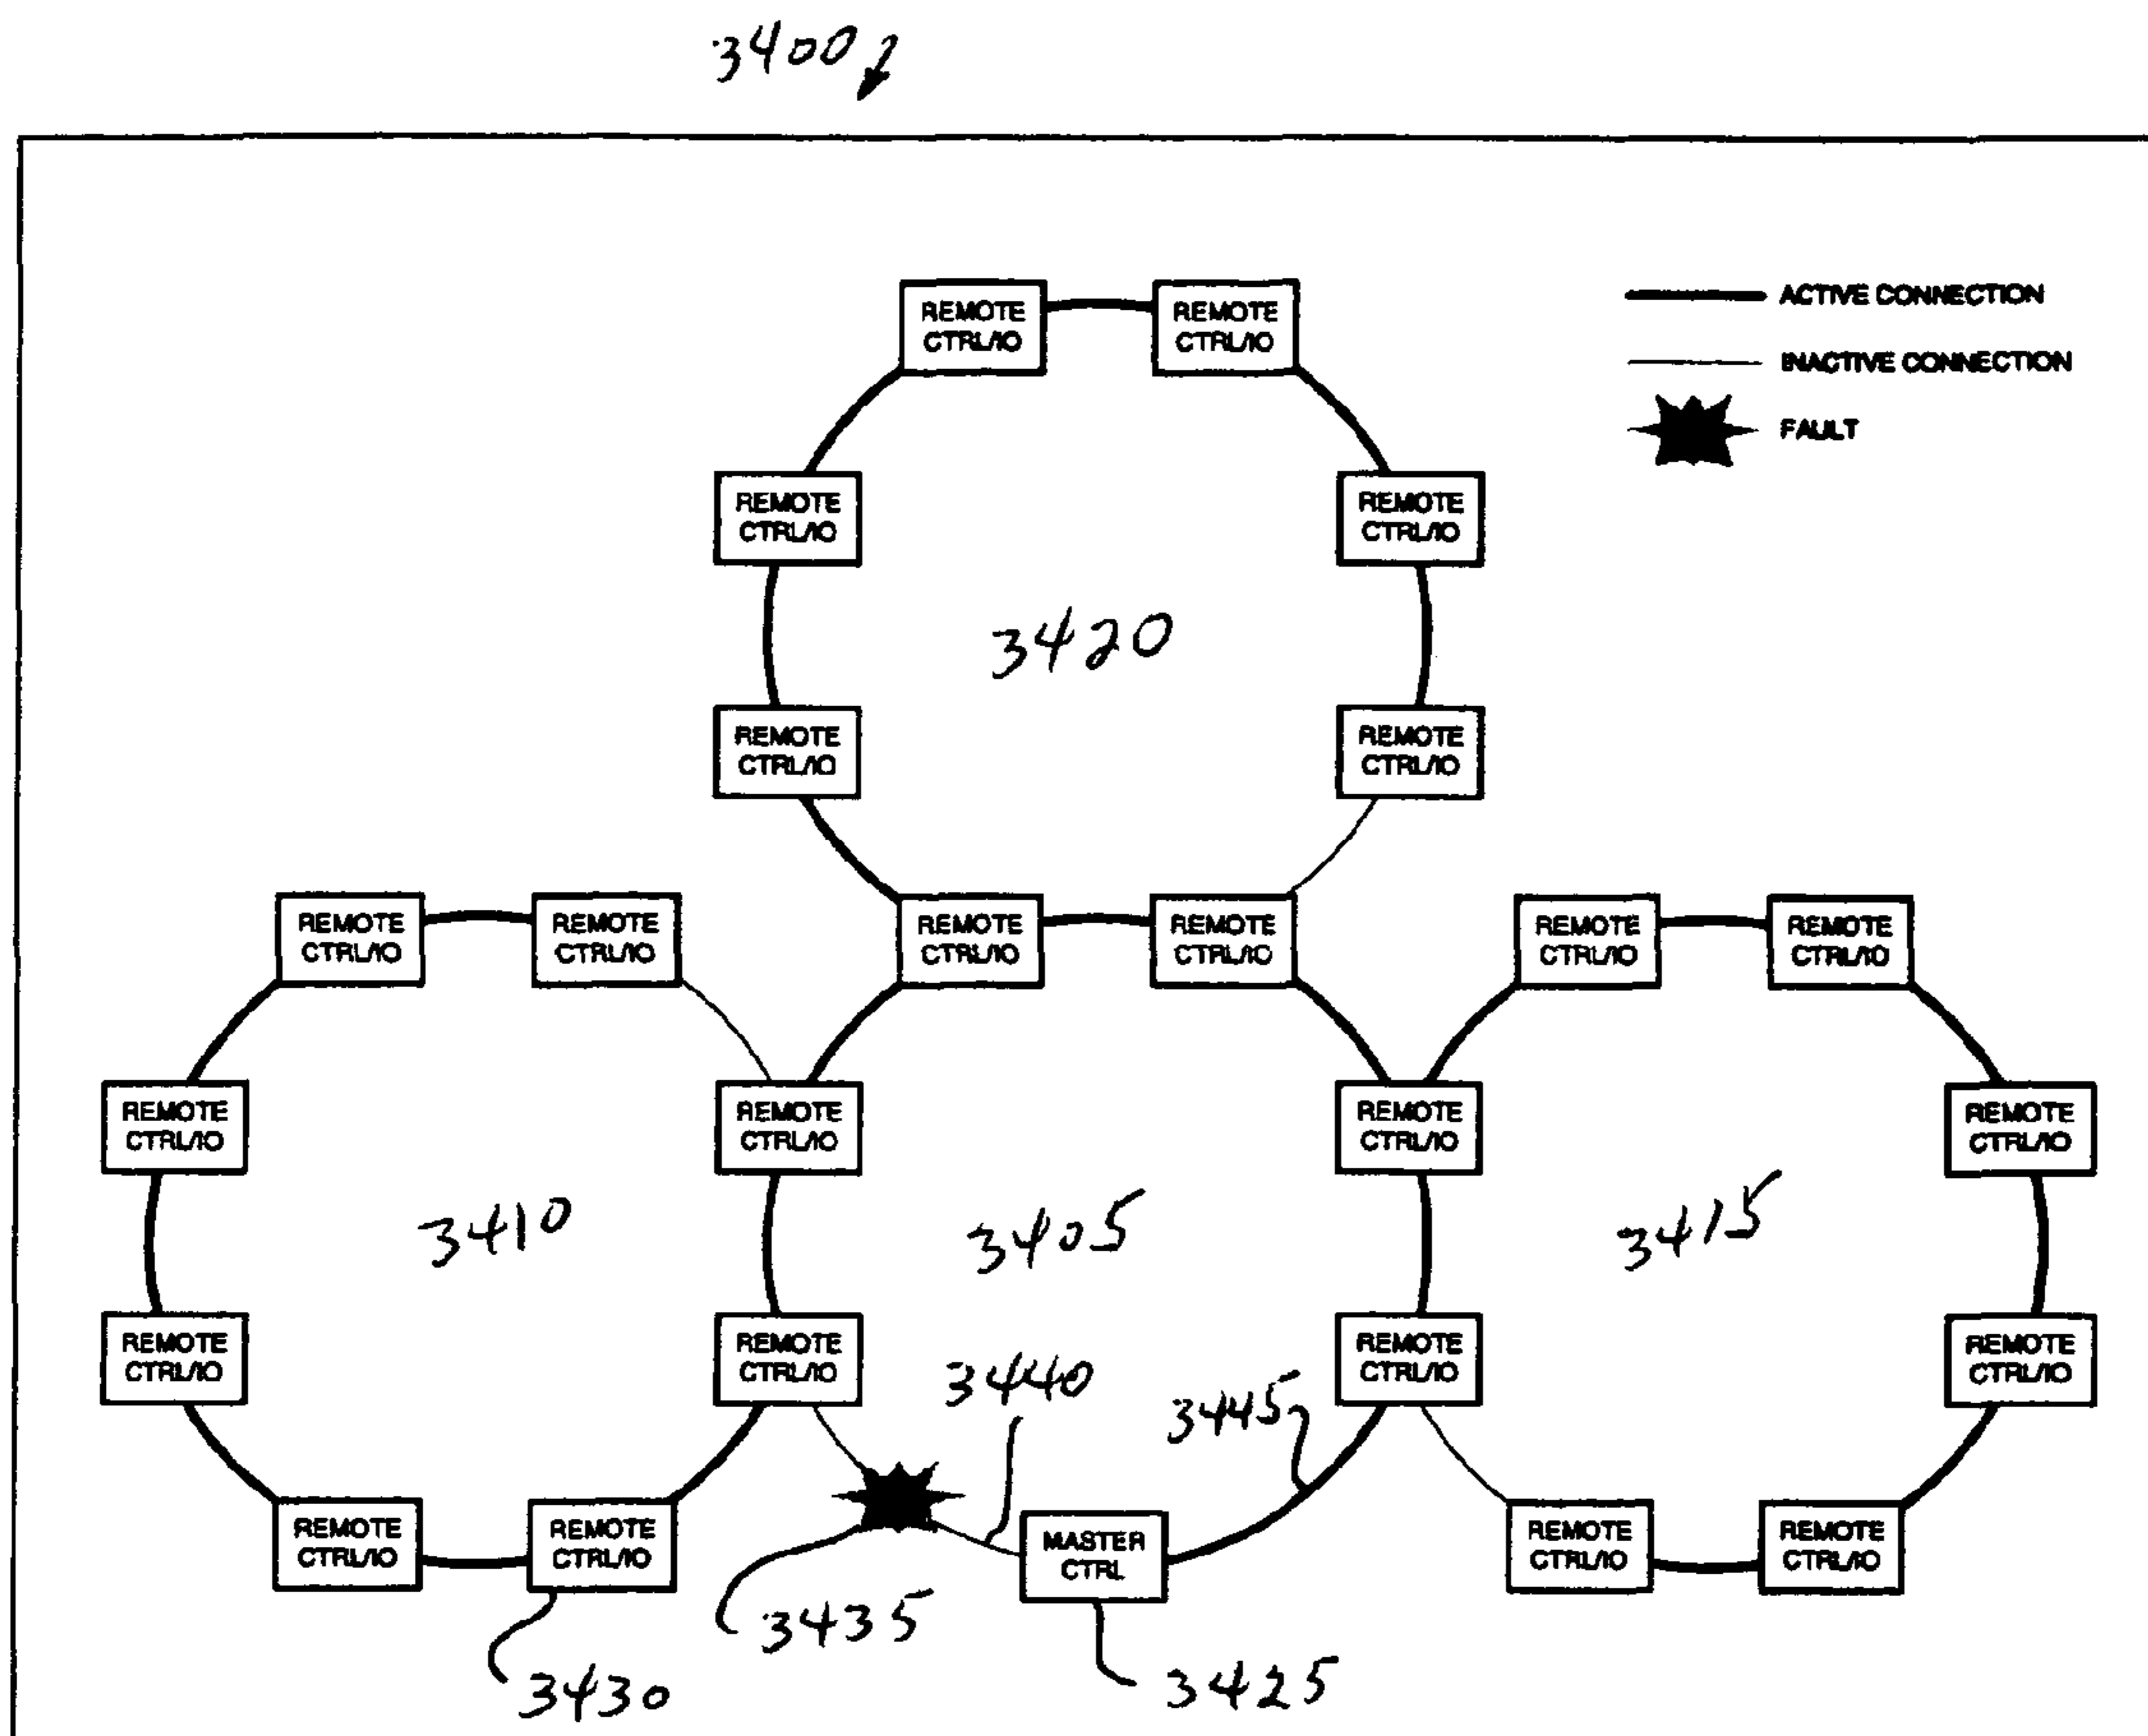 3400
REMOTE
CTRL/IO
REMOTE
CTRL/IO
ACTIVE CONNECTION
INACTIVE CONNECTION
FAULT
REMOTE
CTRL/IO
REMOTE
CTRL/IO
3420
REMOTE
CTRL/IO
REMOTE
CTRL/IO
REMOTE
CTRL/IO
REMOTE
CTRL/IO
REMOTE
CTRL/IO
REMOTE
CTRL/IO
REMOTE
CTRL/IO
REMOTE
CTRL/IO
REMOTE
CTRL/IO
REMOTE
CTRL/IO
REMOTE
CTRL/IO
REMOTE
CTRL/IO
3410
3405
3415
REMOTE
CTRL/IO
REMOTE
CTRL/IO
REMOTE
CTRL/IO
REMOTE
CTRL/IO
3440
3445
REMOTE
CTRL/IO
REMOTE
CTRL/IO
MASTER
CTRL
REMOTE
CTRL/IO
REMOTE
CTRL/IO
3435
3430
3425